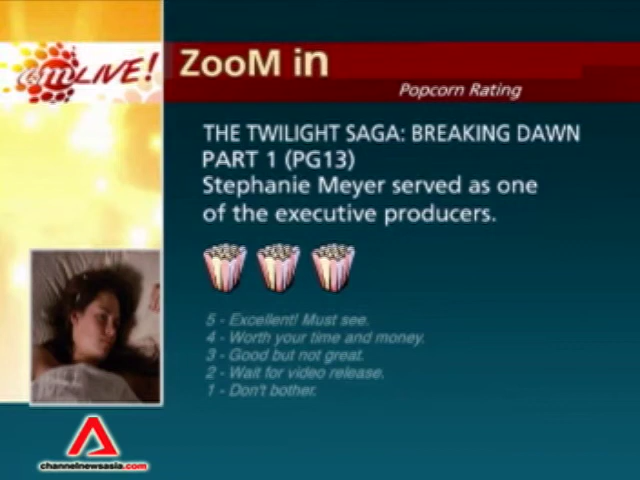 amLIVE!
ZooM in
Popcorn Rating
THE TWILIGHT SAGA: BREAKING DAWN
PART 1 (PG13)
Stephanie Meyer served as one
of the executive producers.
5 - Excellent! Must see.
4 - Worth your time and money.
3 - Good but not great.
2 - Wait for video release.
1 - Don't bother.
channelnewsasia.com